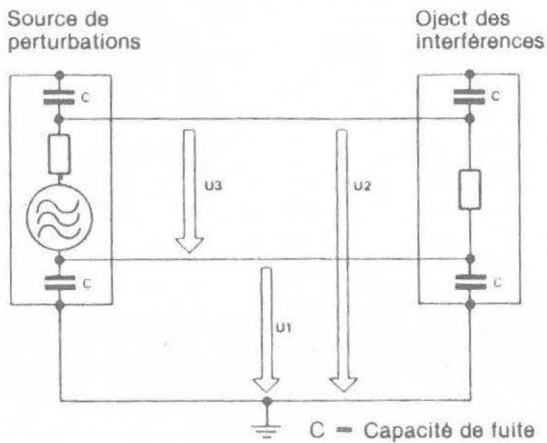 Source de
perturbations
Oject des
interférences
C
C
U3
U2
C
C
U1
C = Capacité de fuite